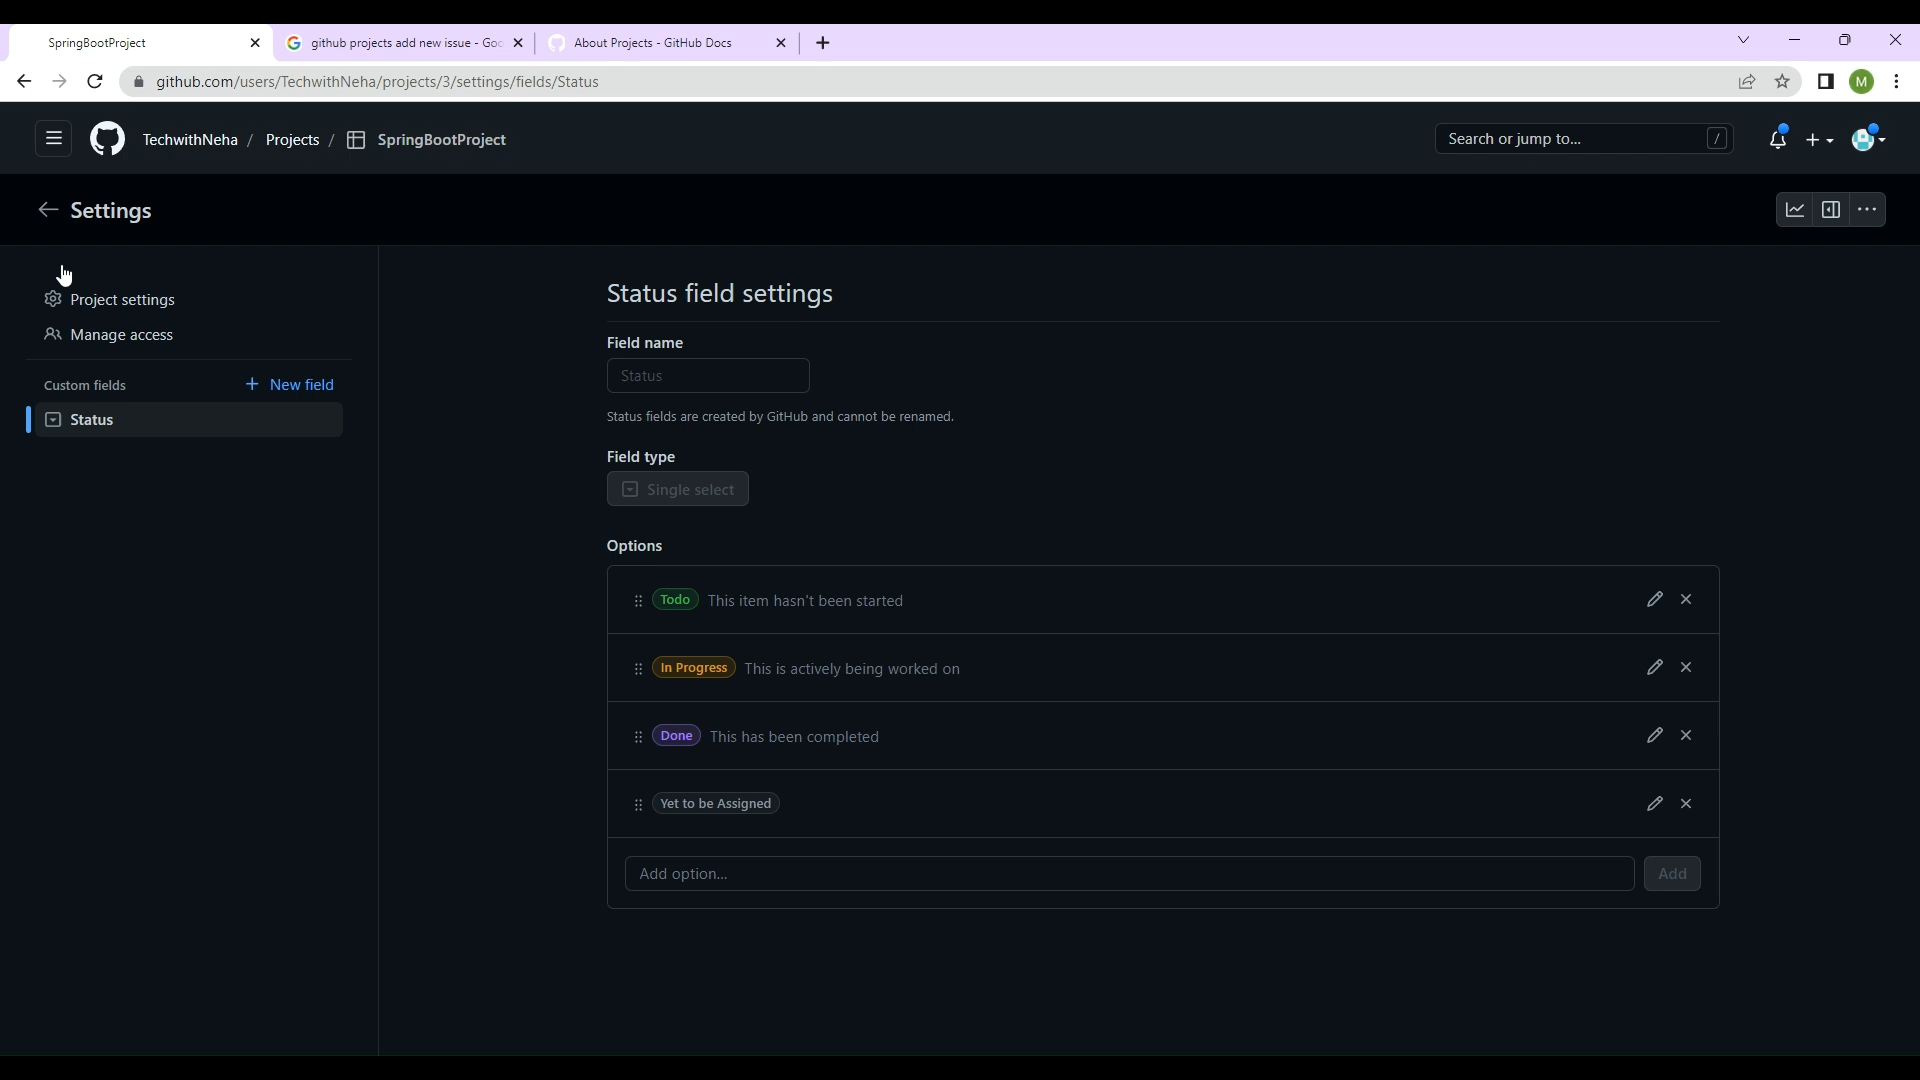 SpringBootProject
github projects add new issue - Goo
About Projects - GitHub Docs
github.com/users/TechwithNeha/projects/3/settings/fields/Status
M
TechwithNeha / Projects / SpringBootProject
Search or jump to... /
Settings
Project settings
Manage access
Custom fields
New field
Status
Status field settings
Field name
Status
Status fields are created by GitHub and cannot be renamed.
Field type
Single select
Options
Todo This item hasn't been started
In Progress This is actively being worked on
Done This has been completed
Yet to be Assigned
Add option...
Add